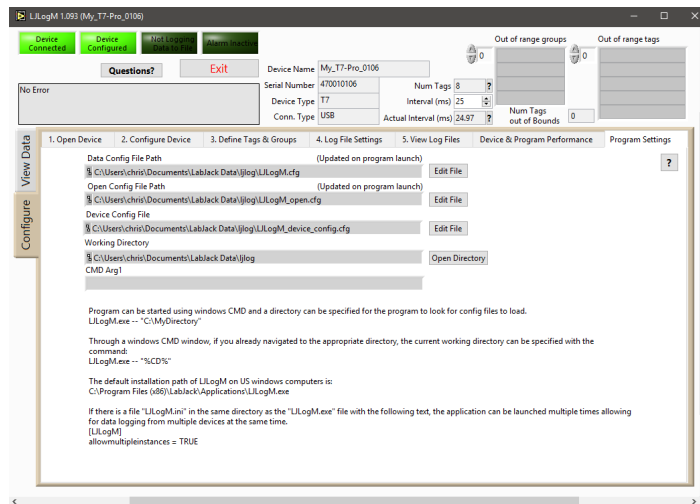 LJLogM 1.093 (My_T7-Pro_0106)
Device Connected
Device Configured
Not Logging Data to File
Alarm Inactive
Questions?
Exit
No Error
Device Name My_T7-Pro_0106
Serial Number 470010106
Device Type T7
Conn. Type USB
Num Tags 8 ?
Interval (ms) 25
Actual Interval (ms) 24.97 ?
Out of range groups
0
Out of range tags
0
Num Tags out of Bounds 0
View Data
Configure
1. Open Device 2. Configure Device 3. Define Tags & Groups 4. Log File Settings 5. View Log Files Device & Program Performance Program Settings
?
Data Config File Path (Updated on program launch)
C:\Users\chris\Documents\LabJack Data\ljlog\LJLogM.cfg Edit File
Open Config File Path (Updated on program launch)
C:\Users\chris\Documents\LabJack Data\ljlog\LJLogM_open.cfg Edit File
Device Config File
C:\Users\chris\Documents\LabJack Data\ljlog\LJLogM_device_config.cfg Edit File
Working Directory
C:\Users\chris\Documents\LabJack Data\ljlog Open Directory
CMD Arg1
Program can be started using windows CMD and a directory can be specified for the program to look for config files to load.
LJLogM.exe -- "C:\MyDirectory"
Through a windows CMD window, if you already navigated to the appropriate directory, the current working directory can be specified with the
command:
LJLogM.exe -- "%CD%"
The default installation path of LJLogM on US windows computers is:
C:\Program Files (x86)\LabJack\Applications\LJLogM.exe
If there is a file "LJLogM.ini" in the same directory as the "LJLogM.exe" file with the following text, the application can be launched multiple times allowing
for data logging from multiple devices at the same time.
[LJLogM]
allowmultipleinstances = TRUE